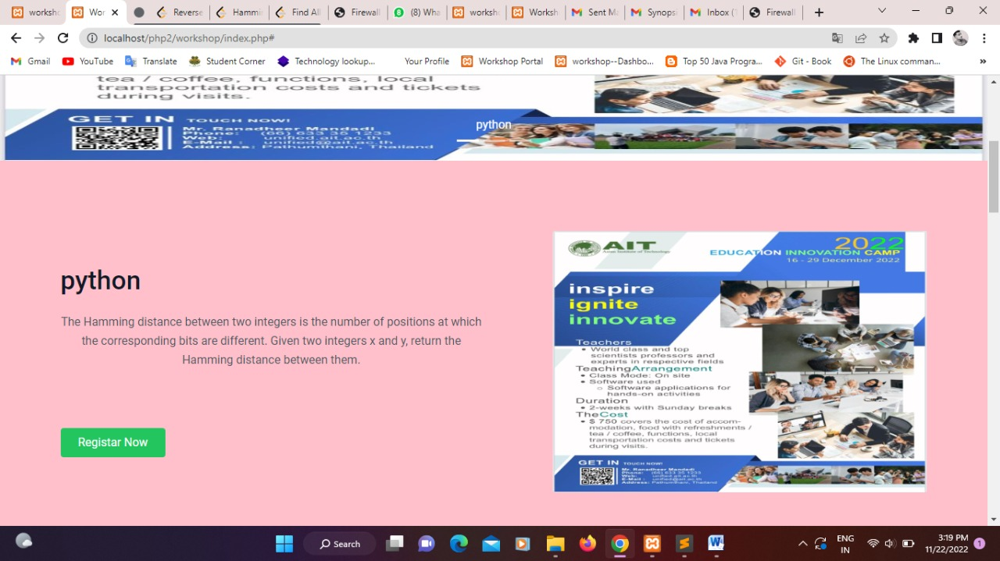 worksho
Wor
Reverse
Hammi
Find All
Firewall
(8) Wha
worksh
Worksh
Sent Ma
Synopsi
Inbox (1
Firewall
localhost/php2/workshop/index.php#
Gmail
YouTube
Translate
Student Corner
Technology lookup...
Your Profile
Workshop Portal
workshop--Dashbo...
Top 50 Java Progra...
Git - Book
The Linux comman...
»
tea / coffee, functions, local
transportation costs and tickets
during visits.
GET IN TOUCH NOW!
Mr. Ranadheer Mandadi
Phone: (66) 633 35 1233
Web: unified.ait.ac.th
E-Mail : unified@ait.ac.th
Address: Pathumthani, Thailand
python
python
The Hamming distance between two integers is the number of positions at which
the corresponding bits are different. Given two integers x and y, return the
Hamming distance between them.
Registar Now
AIT
Asian Institute of Technology
2022
EDUCATION INNOVATION CAMP
16 - 29 December 2022
inspire
ignite
innovate
Teachers
• World class and top
scientists professors and
experts in respective fields
TeachingArrangement
• Class Mode: On site
• Software used
○ Software applications for
hands-on activities
Duration
• 2-weeks with Sunday breaks
TheCost
• $ 750 covers the cost of accom-
modation, food with refreshments /
tea / coffee, functions, local
transportation costs and tickets
during visits.
GET IN TOUCH NOW!
Mr. Ranadheer Mandadi
Phone: (66) 633 35 1233
Web: unified.ait.ac.th
E-Mail : unified@ait.ac.th
Address: Pathumthani, Thailand
Search
ENG
IN
3:19 PM
11/22/2022
1